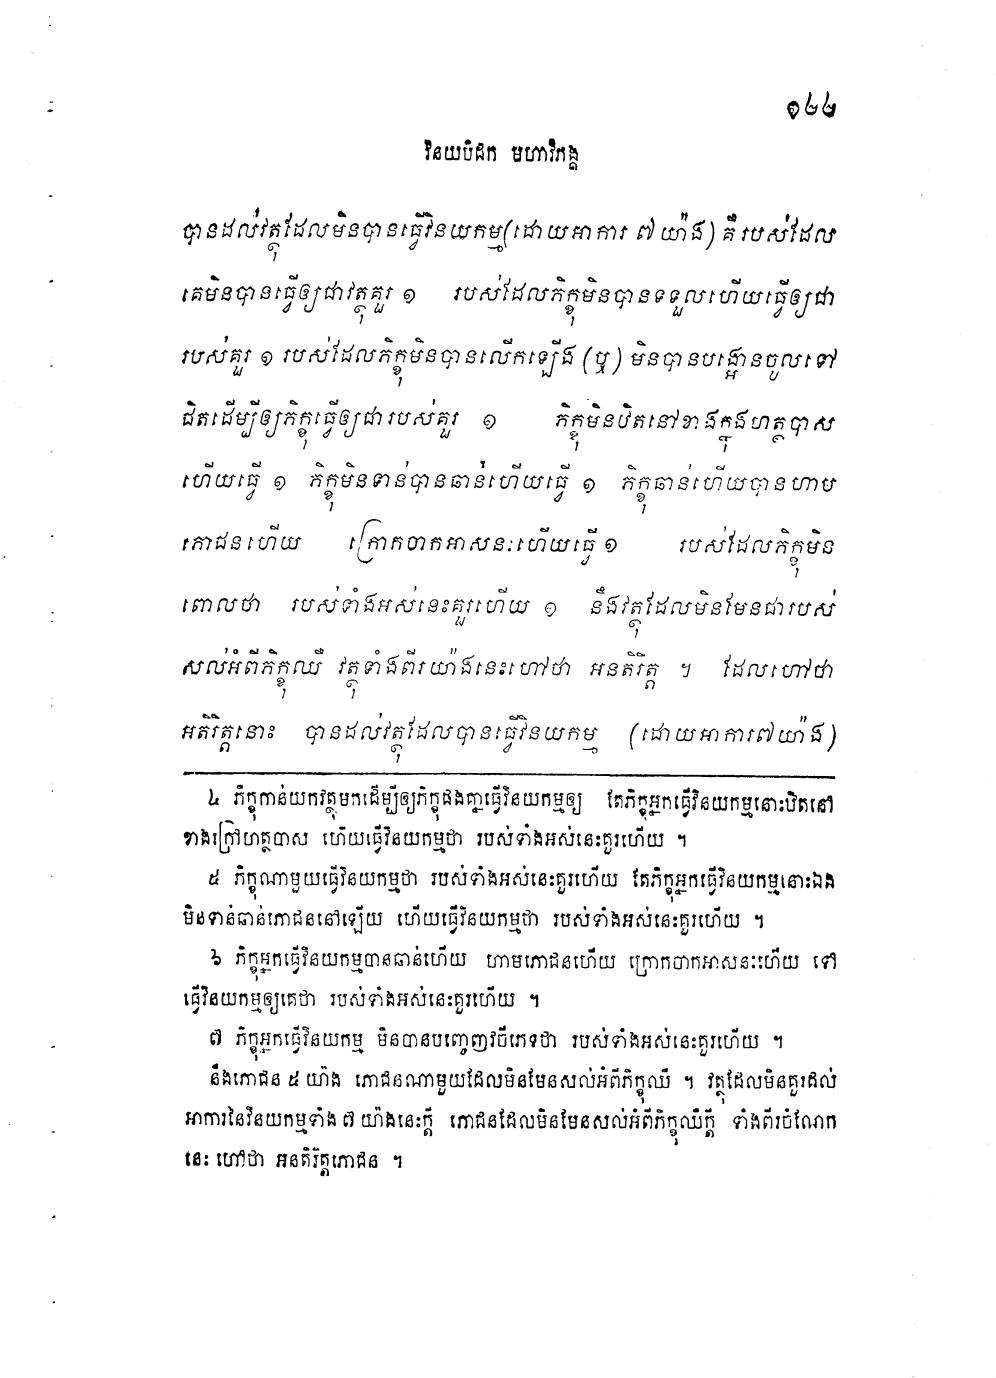 ១៤៤
វិនយបិដក មហាវិភង្គ
បានដល់វត្ថុដែលមិនបានធ្វើវិនយកម្ម(ដោយអាការ ៧ យ៉ាង) គឺ របស់ដែល
គេមិនបានធ្វើឲ្យជាវត្ថុគួរ ១ របស់ដែលភិក្ខុមិនបានទទួលហើយធ្វើឲ្យជា
របស់គួរ ១ របស់ដែលភិក្ខុមិនបានលើកឡើង (ឬ) មិនបានបង្អោនចូលទៅ
ជិតដើម្បីឲ្យភិក្ខុធ្វើឲ្យជារបស់គួរ ១ ភិក្ខុមិនឋិតនៅខាងក្នុងហត្ថបាស
ហើយធ្វើ ១ ភិក្ខុមិនទាន់បានឆាន់ហើយធ្វើ ១ ភិក្ខុឆាន់ហើយបានហាម
ភោជនហើយ ក្រោកចាកអាសនៈហើយធ្វើ ១ របស់ដែលភិក្ខុមិន
ពោលថា របស់ទាំងអស់នេះគួរហើយ ១ នឹងវត្ថុដែលមិនមែនជារបស់
សល់អំពីភិក្ខុឈឺ វត្ថុទាំងពីរយ៉ាងនេះហៅថា អនតិរិត្ត ។ ដែលហៅថា
អតិរិត្តនោះ បានដល់វត្ថុដែលបានធ្វើវិនយកម្ម (ដោយអាការ៧យ៉ាង)
៤ ភិក្ខុកាន់យកវត្ថុមកដើម្បីឲ្យភិក្ខុផងគ្នាធ្វើវិនយកម្មឲ្យ តែភិក្ខុអ្នកធ្វើវិនយកម្មនោះឋិតនៅ
ខាងក្រៅហត្ថបាស ហើយធ្វើវិនយកម្មថា របស់ទាំងអស់នេះគួរហើយ ។
៥ ភិក្ខុណាមួយធ្វើវិនយកម្មថា របស់ទាំងអស់នេះគួរហើយ តែភិក្ខុអ្នកធ្វើវិនយកម្មនោះឯង
មិនទាន់ឆាន់ភោជននៅឡើយ ហើយធ្វើវិនយកម្មថា របស់ទាំងអស់នេះគួរហើយ ។
៦ ភិក្ខុអ្នកធ្វើវិនយកម្មបានឆាន់ហើយ ហាមភោជនហើយ ក្រោកចាកអាសនៈហើយ ទៅ
ធ្វើវិនយកម្មឲ្យគេថា របស់ទាំងអស់នេះគួរហើយ ។
៧ ភិក្ខុអ្នកធ្វើវិនយកម្ម មិនបានបញ្ចេញវចីភេទថា របស់ទាំងអស់នេះគួរហើយ ។
នឹងភោជន ៥ យ៉ាង ភោជនណាមួយដែលមិនមែនសល់អំពីភិក្ខុឈឺ ។ វត្ថុដែលមិនគួរដល់
អាការនៃវិនយកម្មទាំង ៧ យ៉ាងនេះក្តី ភោជនដែលមិនមែនសល់អំពីភិក្ខុឈឺក្តី ទាំងពីរចំណែក
នេះ ហៅថា អនតិរិត្តភោជន ។